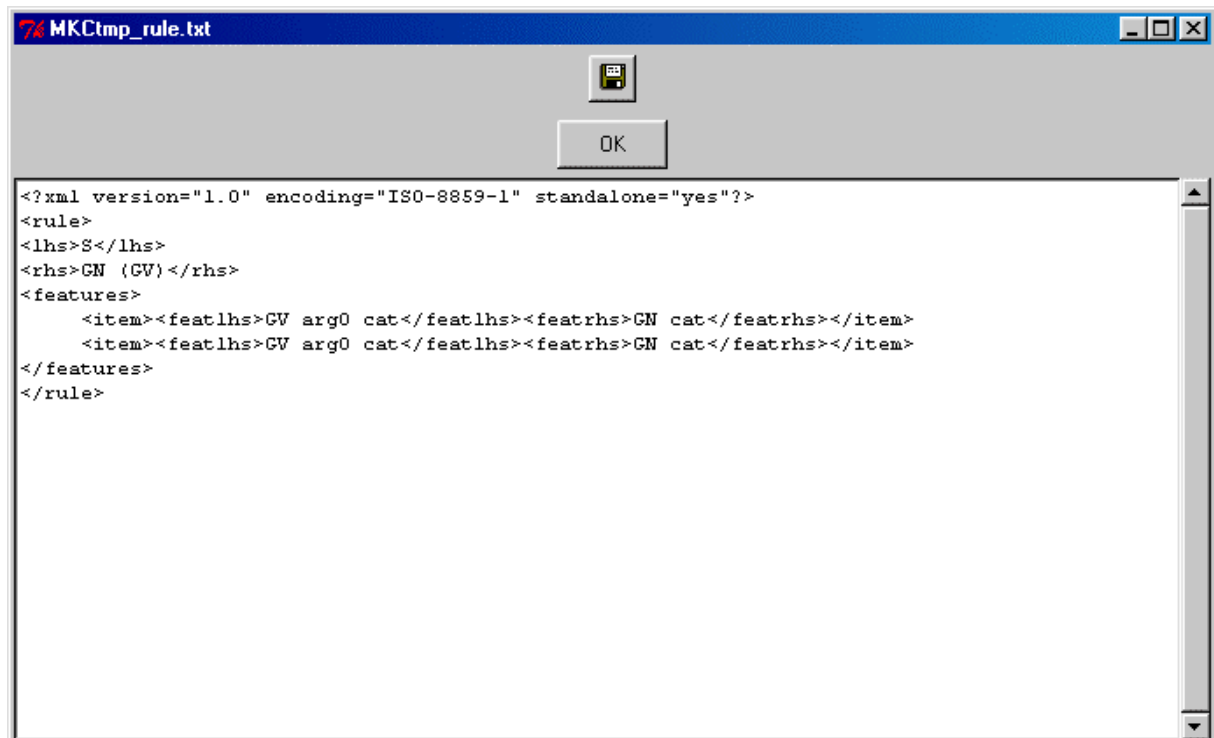 MKCtmp_rule.txt
OK
<?xml version="1.0" encoding="ISO-8859-1" standalone="yes"?>
<rule>
<lhs>S</lhs>
<rhs>GN (GV)</rhs>
<features>
     <item><featlhs>GV arg0 cat</featlhs><featrhs>GN cat</featrhs></item>
     <item><featlhs>GV arg0 cat</featlhs><featrhs>GN cat</featrhs></item>
</features>
</rule>